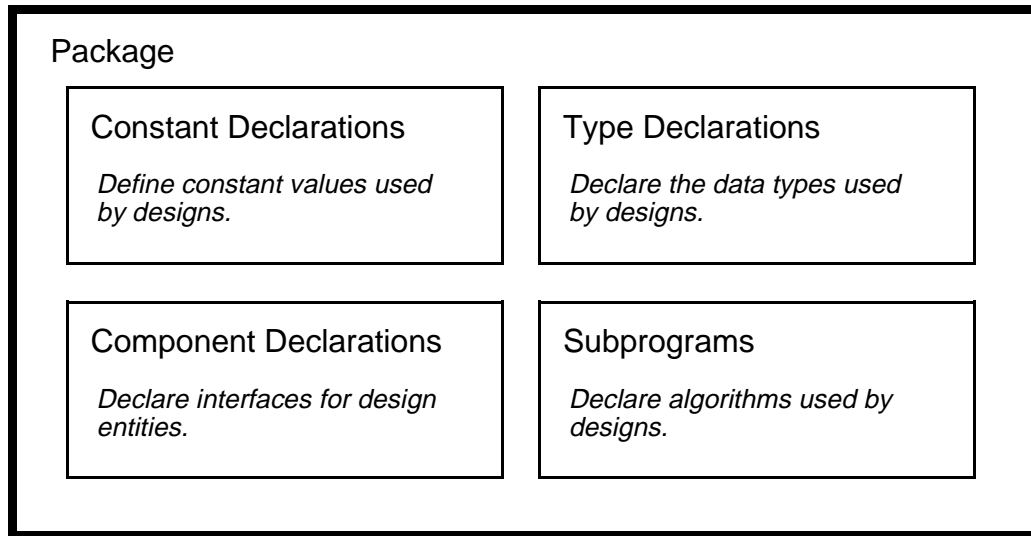 Package
Constant Declarations
Define constant values used
by designs.
Type Declarations
Declare the data types used
by designs.
Component Declarations
Declare interfaces for design
entities.
Subprograms
Declare algorithms used by
designs.